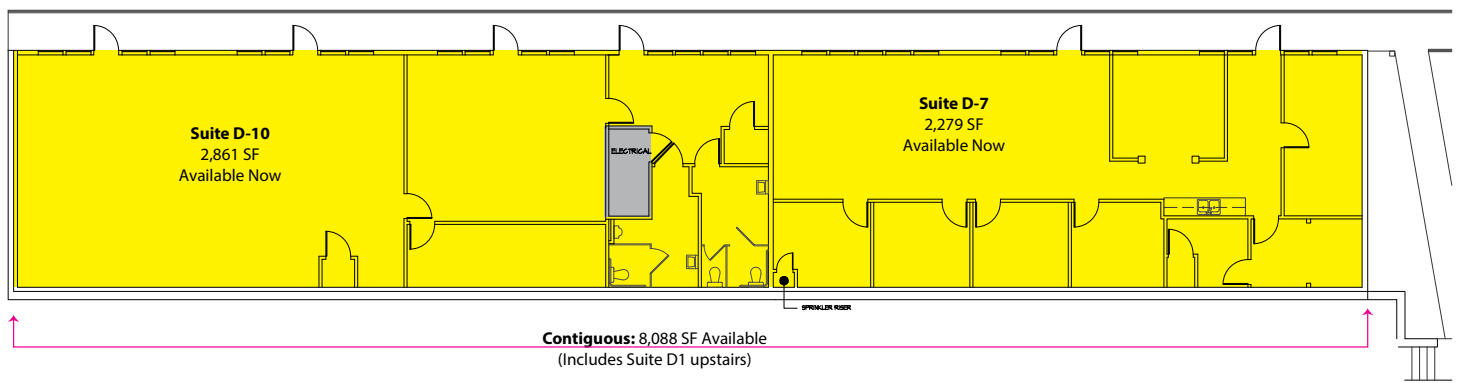 Suite D-10
2,861 SF
Available Now
ELECTRICAL
Suite D-7
2,279 SF
Available Now
SPRINKLER RISER
Contiguous: 8,088 SF Available
(Includes Suite D1 upstairs)